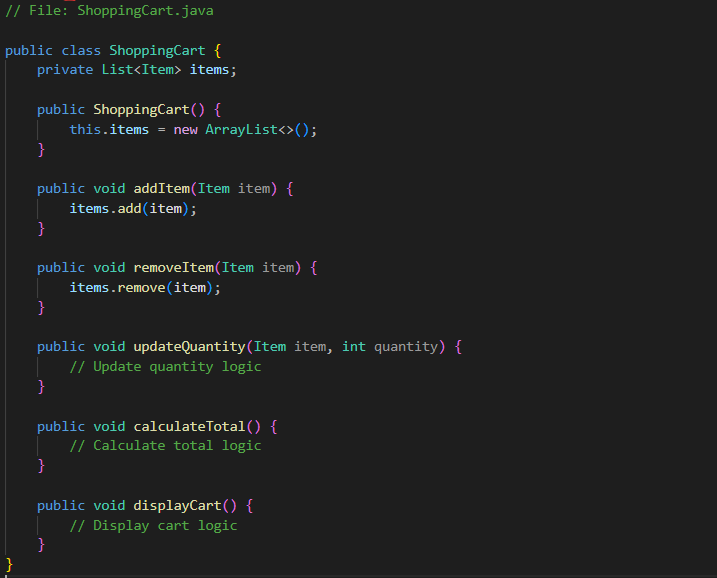 // File: ShoppingCart.java

public class ShoppingCart {
    private List<Item> items;

    public ShoppingCart() {
        this.items = new ArrayList<>();
    }

    public void addItem(Item item) {
        items.add(item);
    }

    public void removeItem(Item item) {
        items.remove(item);
    }

    public void updateQuantity(Item item, int quantity) {
        // Update quantity logic
    }

    public void calculateTotal() {
        // Calculate total logic
    }

    public void displayCart() {
        // Display cart logic
    }
}